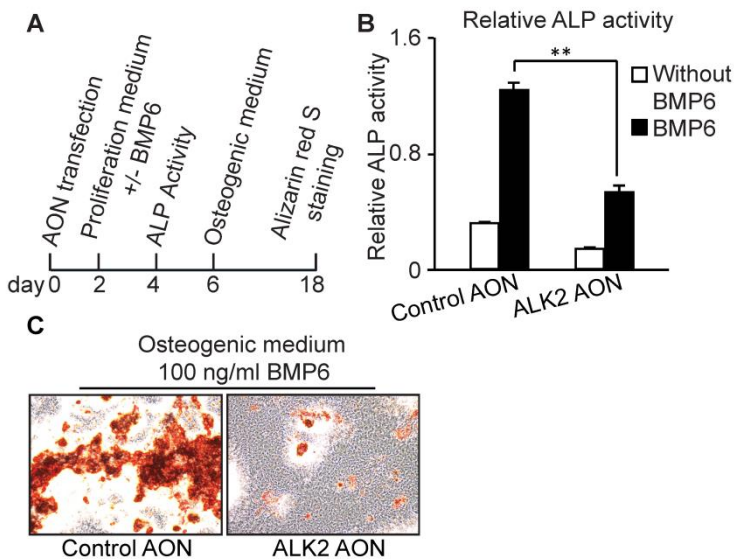 A
AON transfection
Proliferation medium
+/- BMP6
ALP Activity
Osteogenic medium
Alizarin red S
staining
day 0 2 4 6 18
B
Relative ALP activity
Relative ALP activity
1.6
0.8
0
**
Without
BMP6
BMP6
Control AON
ALK2 AON
C
Osteogenic medium
100 ng/ml BMP6
Control AON
ALK2 AON